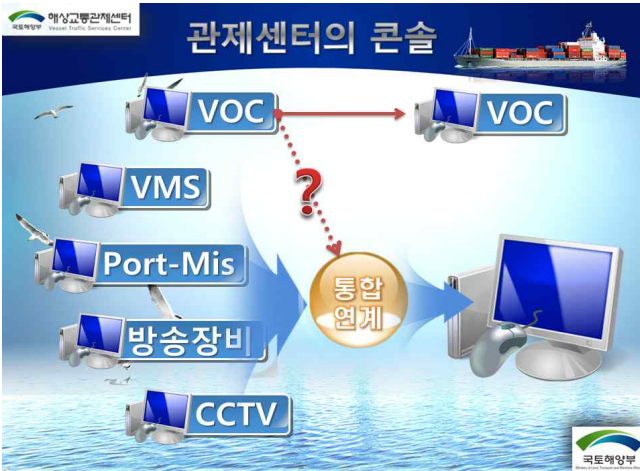 국토해양부 해상교통관제센터
Vessel Traffic Services Center
관제센터의 콘솔
VOC
VOC
VMS
?
Port-Mis
통합
연계
방송장비
CCTV
국토해양부